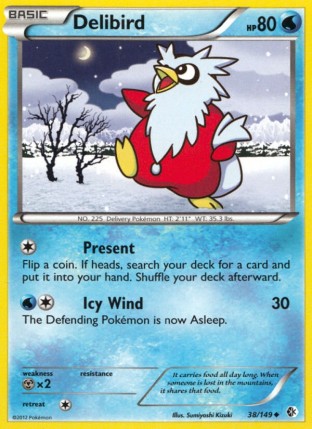 BASIC
Delibird
HP80
NO. 225 Delivery Pokémon. HT: 2'11" WT: 35.3 lbs.
Present
Flip a coin. If heads, search your deck for a card and
put it into your hand. Shuffle your deck afterward.
Icy Wind 30
The Defending Pokémon is now Asleep.
weakness resistance
×2
retreat
It carries food all day long. When
someone is lost in the mountains,
it shares that food.
©2012 Pokémon
Illus. Sumiyoshi Kizuki 38/149